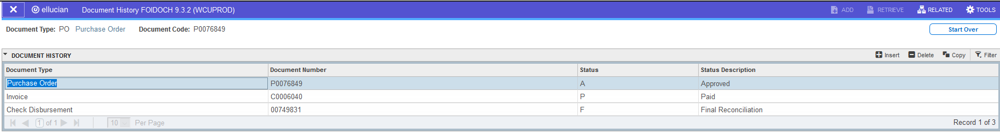 ellucian Document History FOIDOCH 9.3.2 (WCUPROD) ADD RETRIEVE RELATED TOOLS
Document Type: PO Purchase Order Document Code: P0076849 Start Over
DOCUMENT HISTORY Insert Delete Copy Filter
Document Type Document Number Status Status Description
Purchase Order P0076849 A Approved
Invoice C0006040 P Paid
Check Disbursement 00749831 F Final Reconciliation
1 of 1 10 Per Page Record 1 of 3